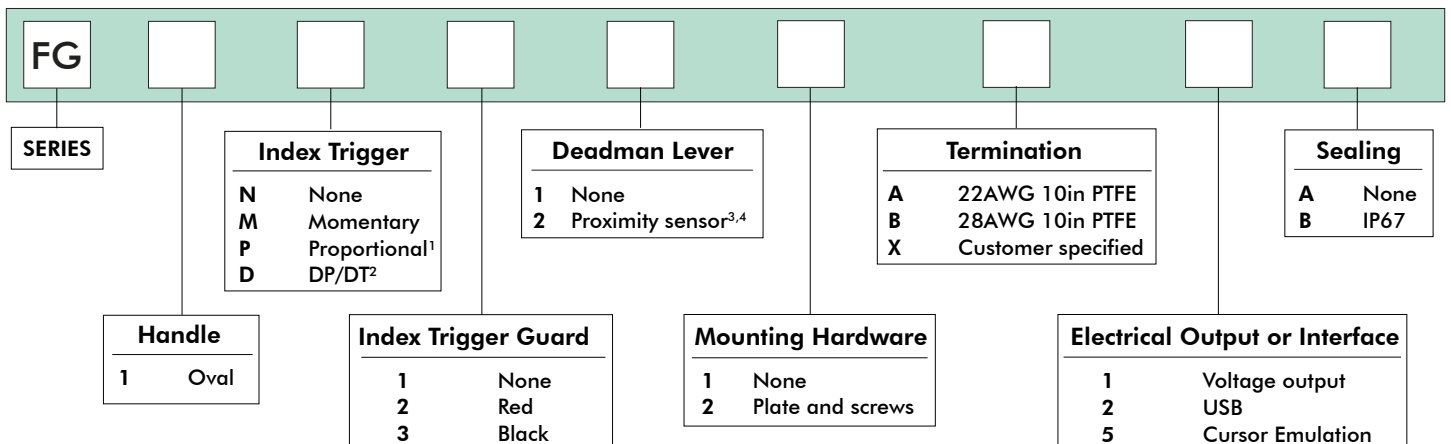 FG
SERIES
Index Trigger
N None
M Momentary
P Proportional¹
D DP/DT²
Deadman Lever
1 None
2 Proximity sensor³,⁴
Termination
A 22AWG 10in PTFE
B 28AWG 10in PTFE
X Customer specified
Sealing
A None
B IP67
Handle
1 Oval
Index Trigger Guard
1 None
2 Red
3 Black
Mounting Hardware
1 None
2 Plate and screws
Electrical Output or Interface
1 Voltage output
2 USB
5 Cursor Emulation